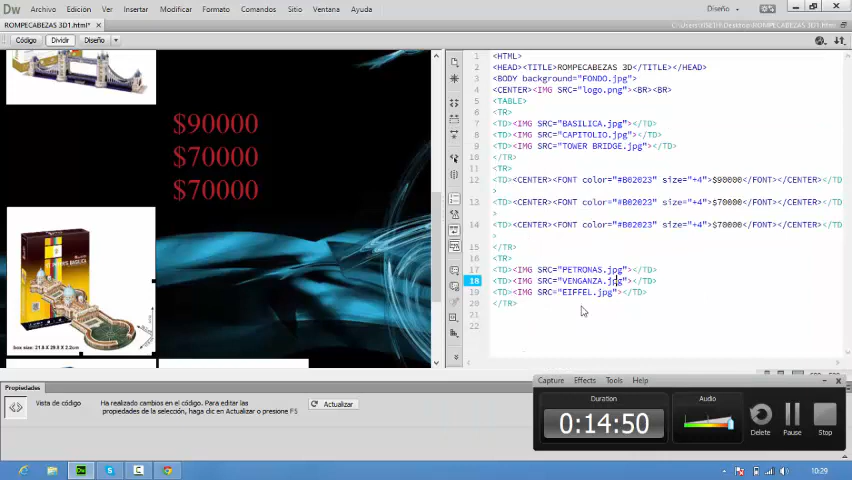 Dw Archivo Edición Ver Insertar Modificar Formato Comandos Sitio Ventana Ayuda Diseño
ROMPECABEZAS 3D1.html* ×
Código Dividir Diseño
$90000
$70000
$70000
box size: 21.8 X 29.8 X 2.2cm
1 <HTML>
2 <HEAD><TITLE>ROMPECABEZAS 3D</TITLE></HEAD>
3 <BODY background="FONDO.jpg">
4 <CENTER><IMG SRC="logo.png"><BR><BR>
5 <TABLE>
6 <TR>
7 <TD><IMG SRC="BASILICA.jpg"></TD>
8 <TD><IMG SRC="CAPITOLIO.jpg"></TD>
9 <TD><IMG SRC="TOWER BRIDGE.jpg"></TD>
10 </TR>
11 <TR>
12 <TD><CENTER><FONT color="#B02023" size="+4">$90000</FONT></CENTER></TD
>
13 <TD><CENTER><FONT color="#B02023" size="+4">$70000</FONT></CENTER></TD
>
14 <TD><CENTER><FONT color="#B02023" size="+4">$70000</FONT></CENTER></TD
>
15 </TR>
16 <TR>
17 <TD><IMG SRC="PETRONAS.jpg"></TD>
18 <TD><IMG SRC="VENGANZA.jpg"></TD>
19 <TD><IMG SRC="EIFFEL.jpg"></TD>
20 </TR>
21
22
Propiedades
Vista de código
Ha realizado cambios en el código. Para editar las
propiedades de la selección, haga clic en Actualizar o presione F5
Actualizar
Capture Effects Tools Help
Duration
0:14:50
Audio
Delete Pause Stop
10:29